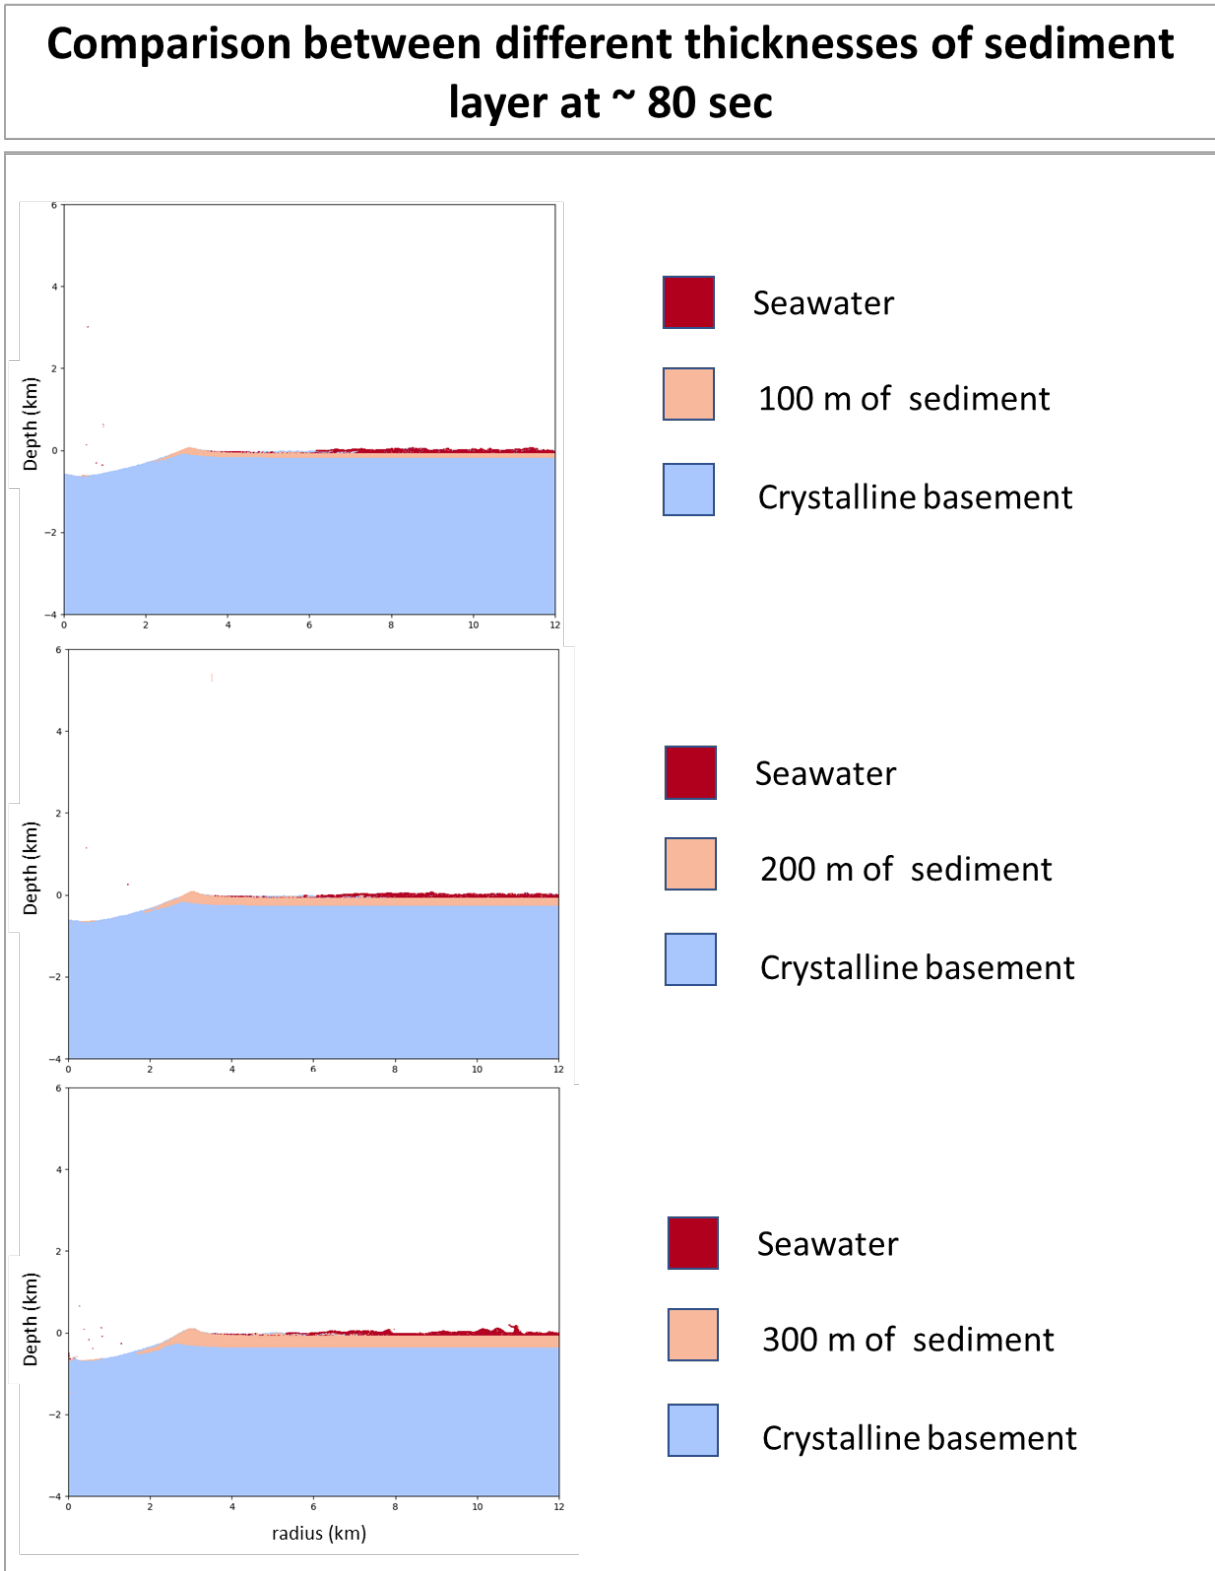 Comparison between different thicknesses of sediment
layer at ~ 80 sec
6
4
2
0
−2
−4
0 2 4 6 8 10 12
Depth (km)
Seawater
100 m of sediment
Crystalline basement
6
4
2
0
−2
−4
0 2 4 6 8 10 12
Depth (km)
Seawater
200 m of sediment
Crystalline basement
6
4
2
0
−2
−4
0 2 4 6 8 10 12
Depth (km)
radius (km)
Seawater
300 m of sediment
Crystalline basement